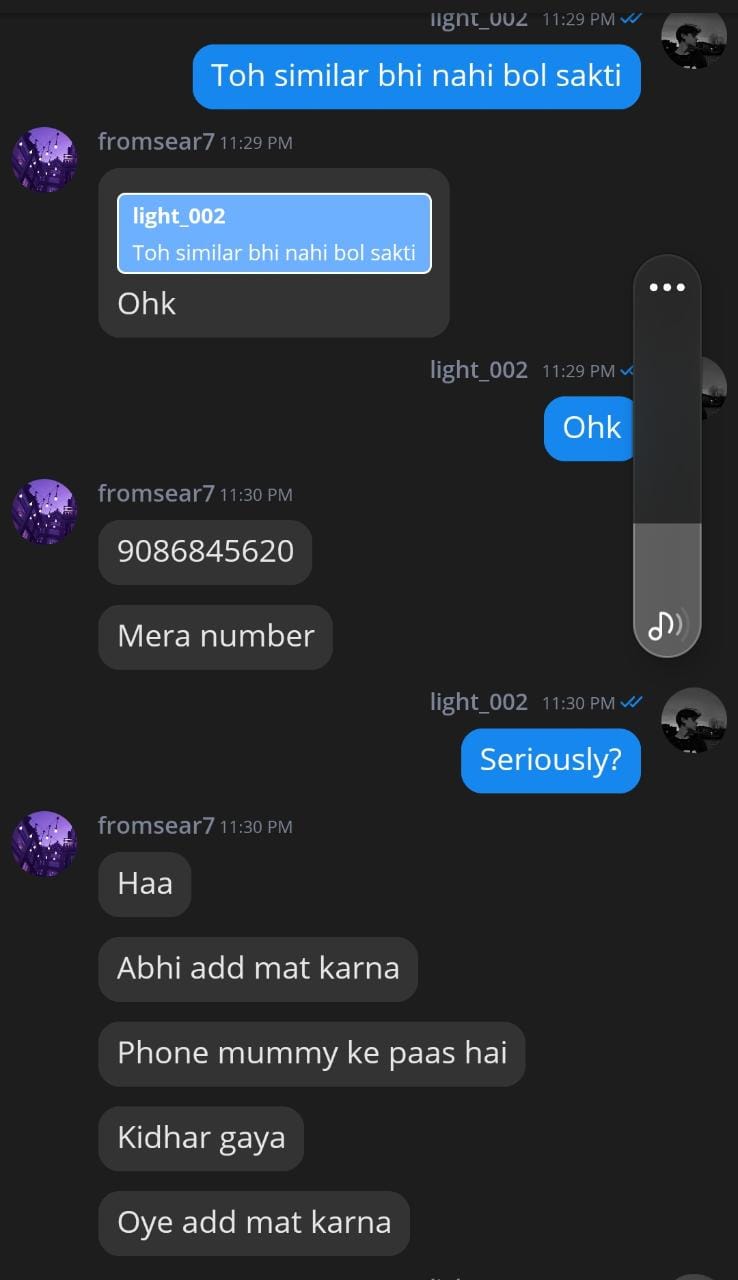 light_002 11:29 PM
Toh similar bhi nahi bol sakti
fromsear7 11:29 PM
light_002
Toh similar bhi nahi bol sakti
Ohk
light_002 11:29 PM
Ohk
fromsear7 11:30 PM
9086845620
Mera number
light_002 11:30 PM
Seriously?
fromsear7 11:30 PM
Haa
Abhi add mat karna
Phone mummy ke paas hai
Kidhar gaya
Oye add mat karna